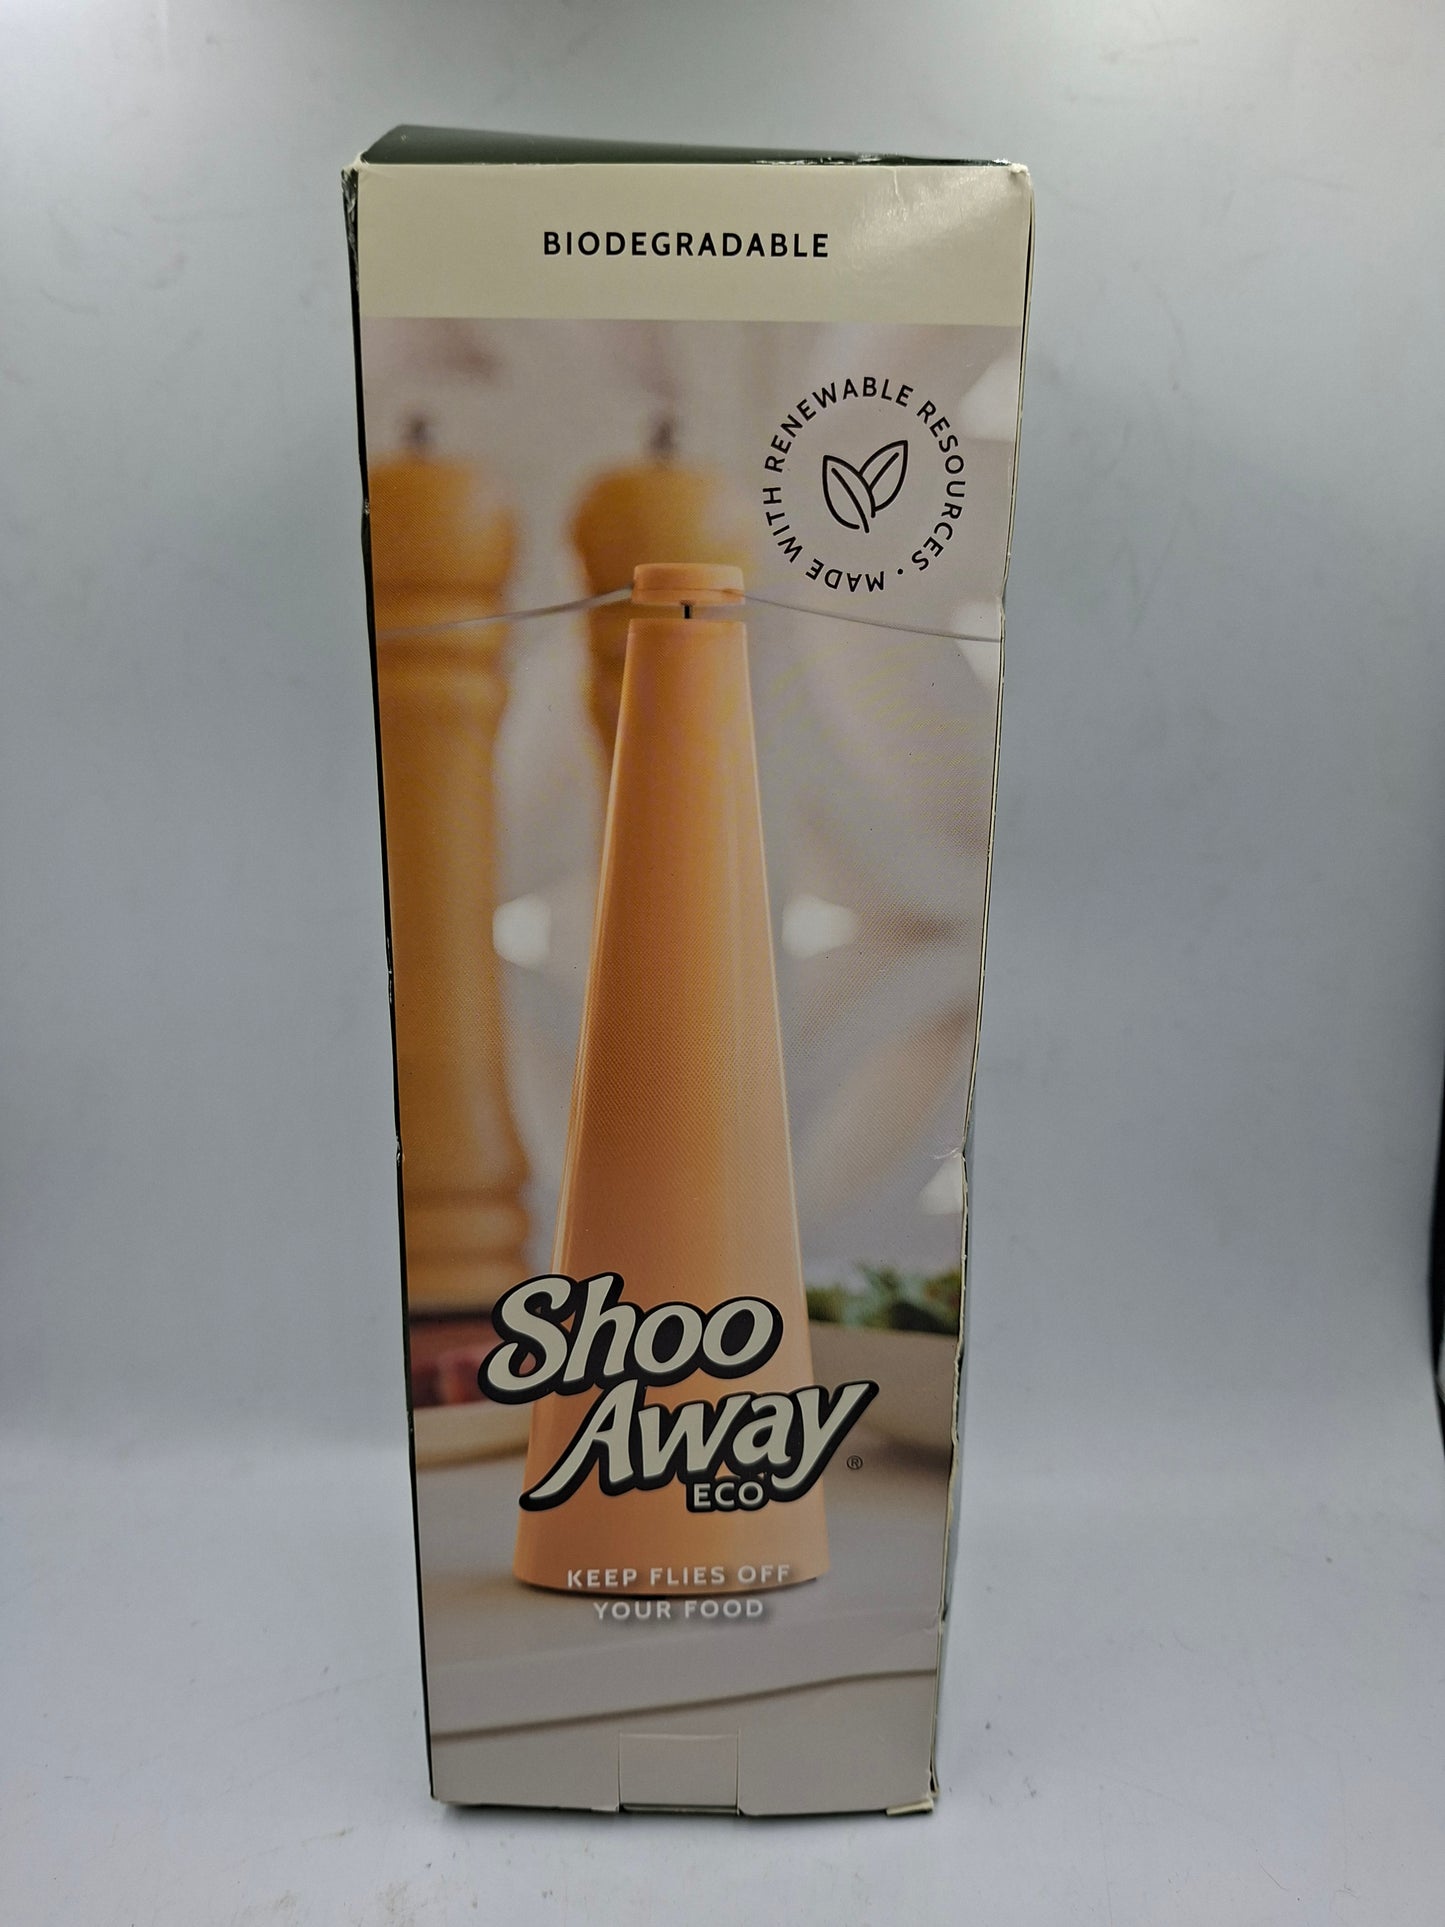 BIODEGRADABLE
MADE WITH RENEWABLE RESOURCES •
Shoo
Away®
ECO
KEEP FLIES OFF
YOUR FOOD